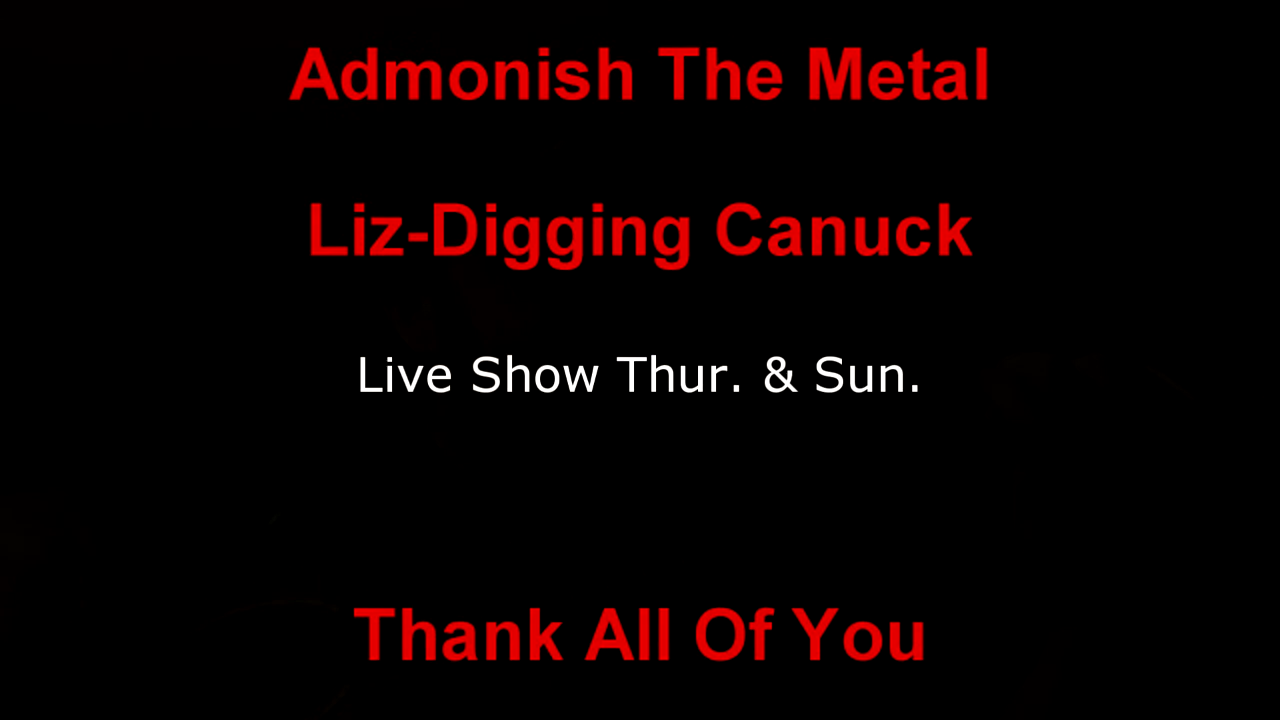 Admonish The Metal
Liz-Digging Canuck
Live Show Thur. & Sun.
Thank All Of You